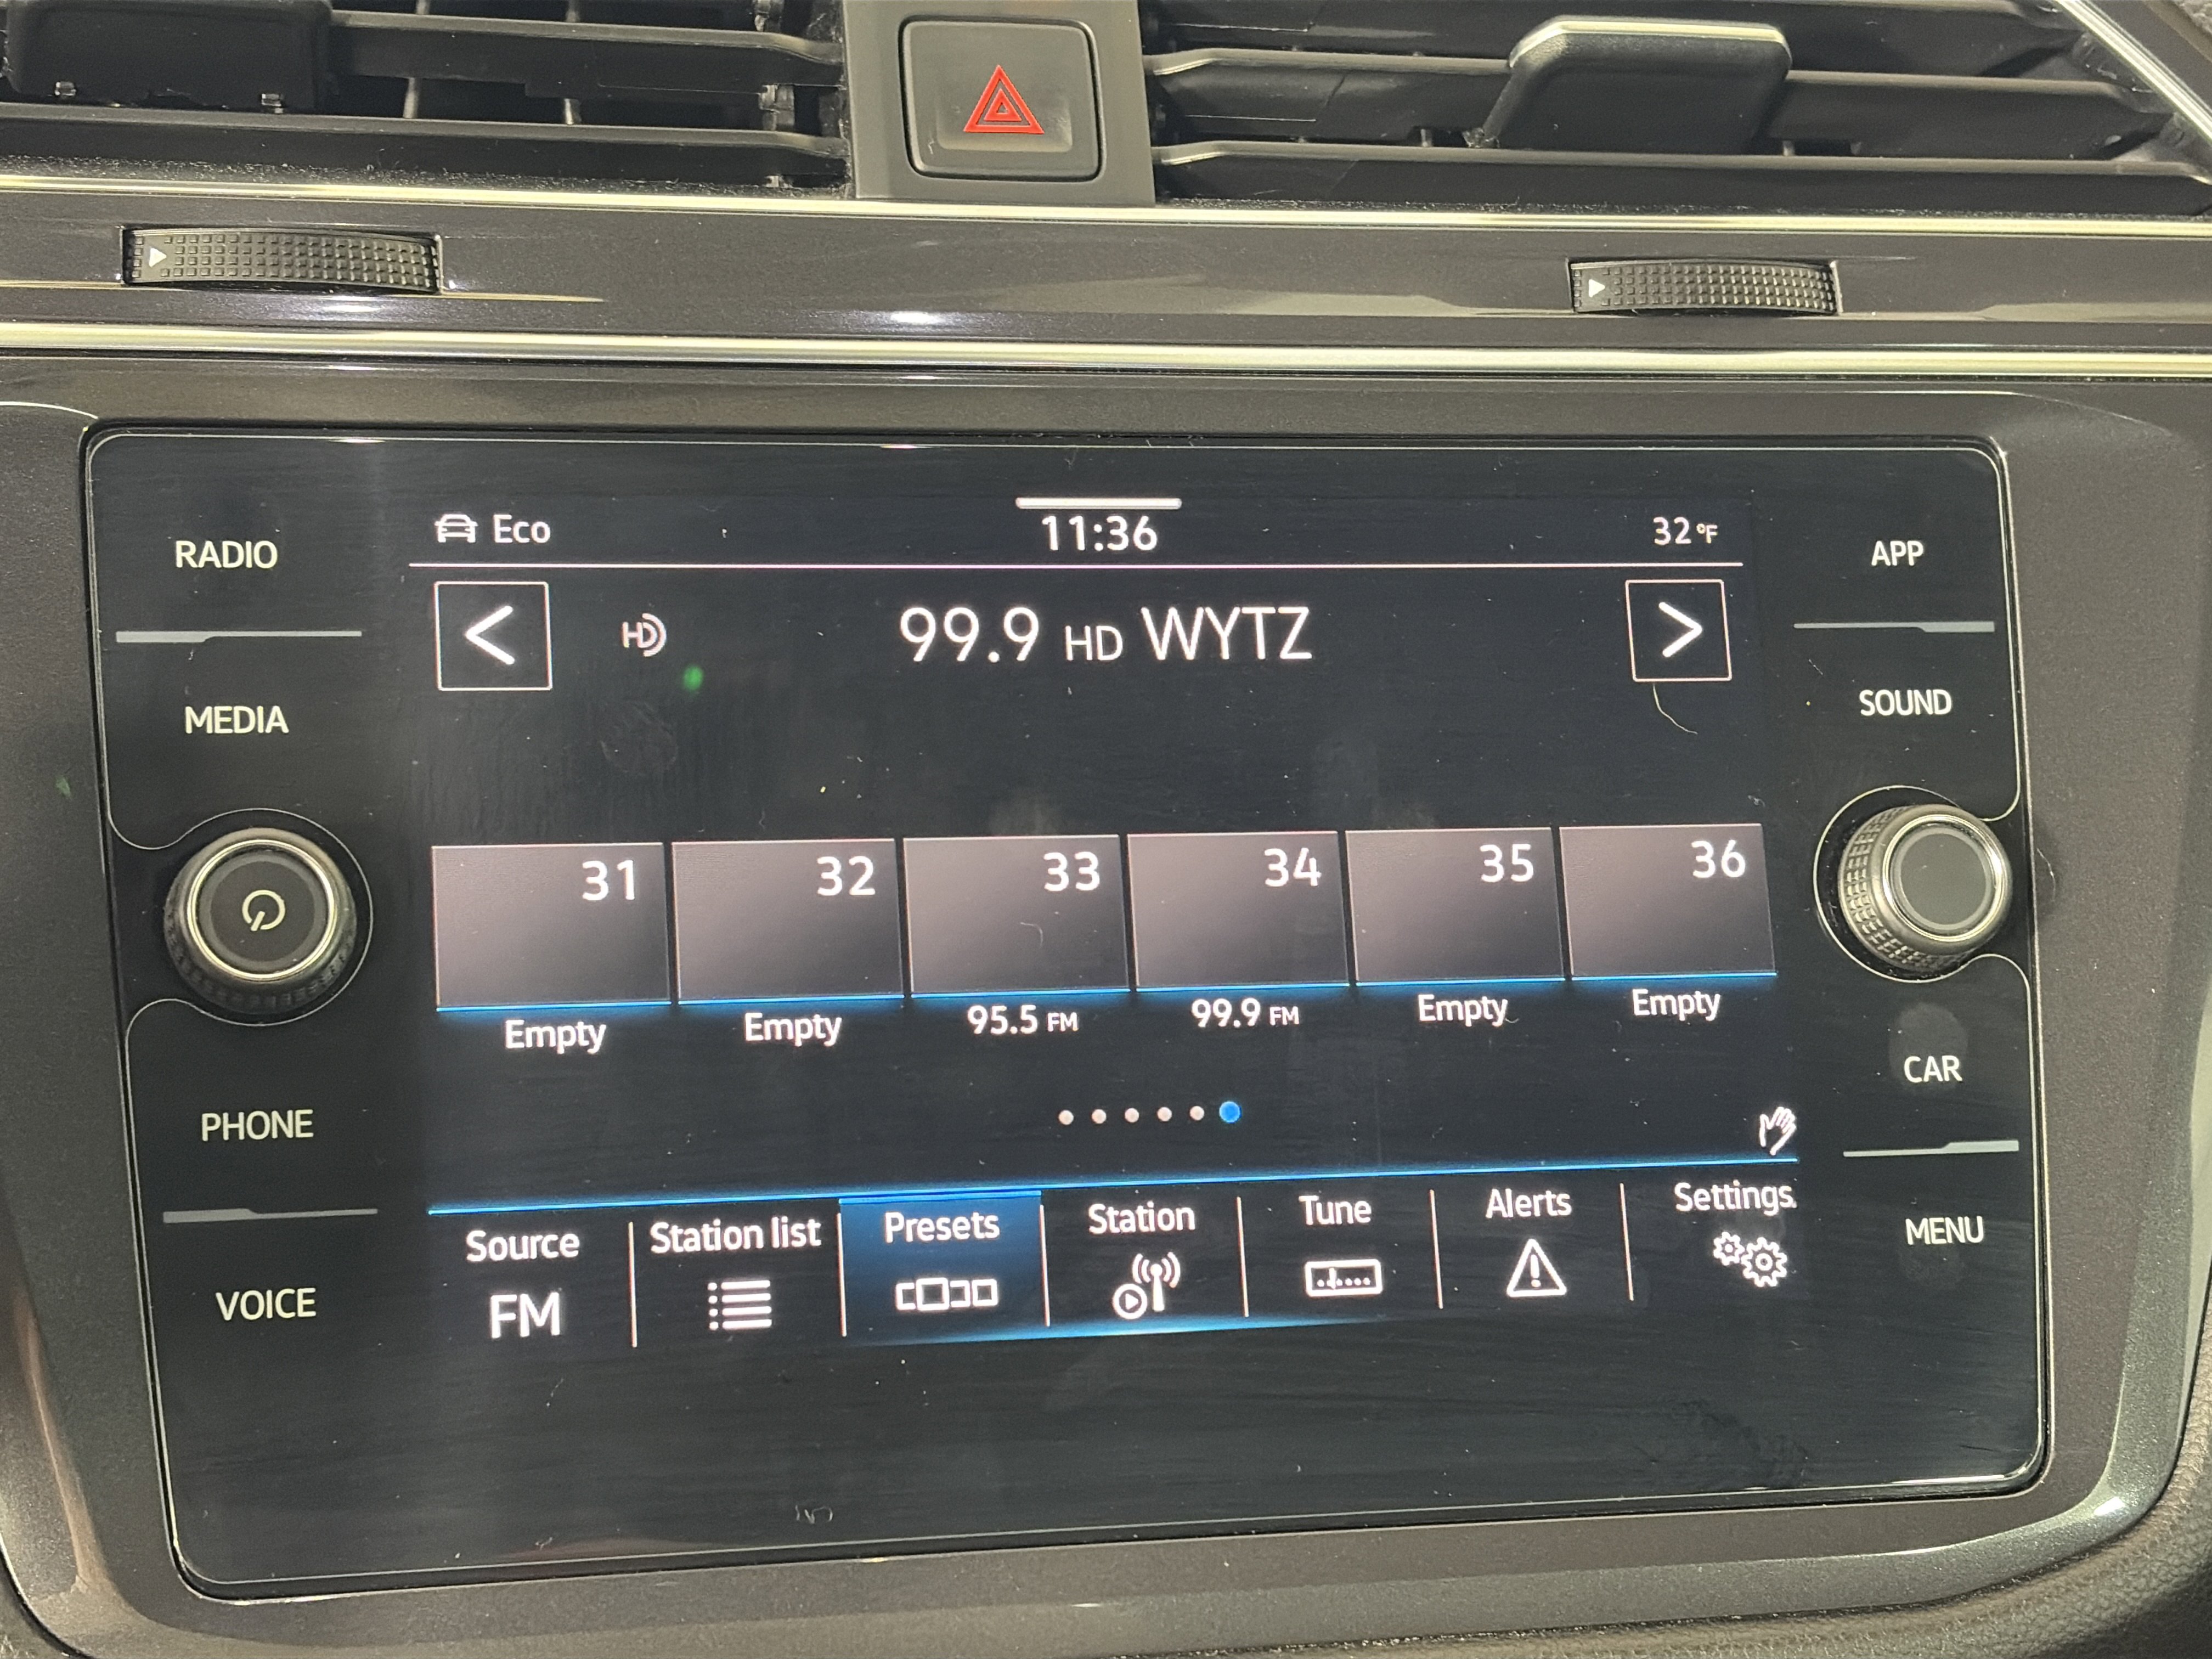 RADIO
MEDIA
PHONE
VOICE
Eco
11:36
32°F
< HD 99.9 HD WYTZ >
31 32 33 34 35 36
Empty Empty 95.5 FM 99.9 FM Empty Empty
Source Station list Presets Station Tune Alerts Settings
FM
APP
SOUND
CAR
MENU